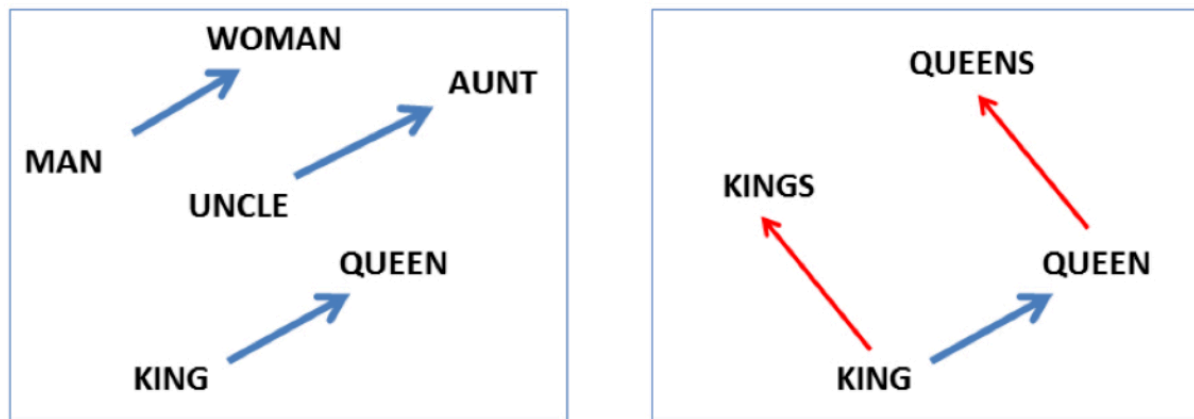 WOMAN
AUNT
MAN
UNCLE
QUEEN
KING
QUEENS
KINGS
QUEEN
KING